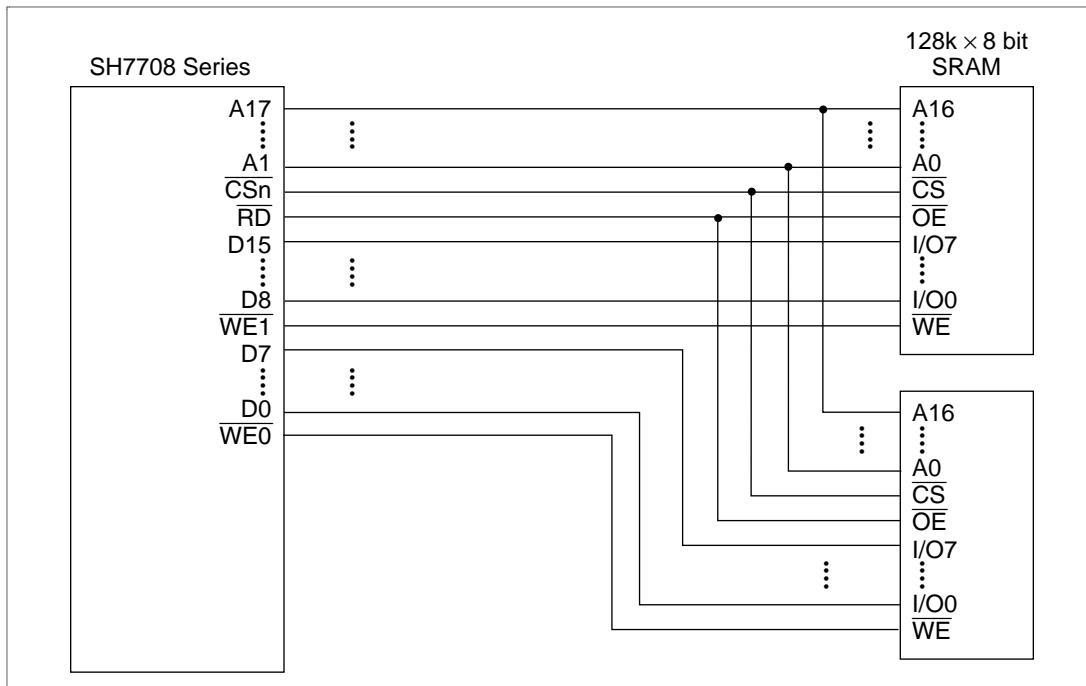 SH7708 Series
A17
A1
CSn
RD
D15
D8
WE1
D7
D0
WE0
128k × 8 bit
SRAM
A16
A0
CS
OE
I/O7
I/O0
WE
A16
A0
CS
OE
I/O7
I/O0
WE